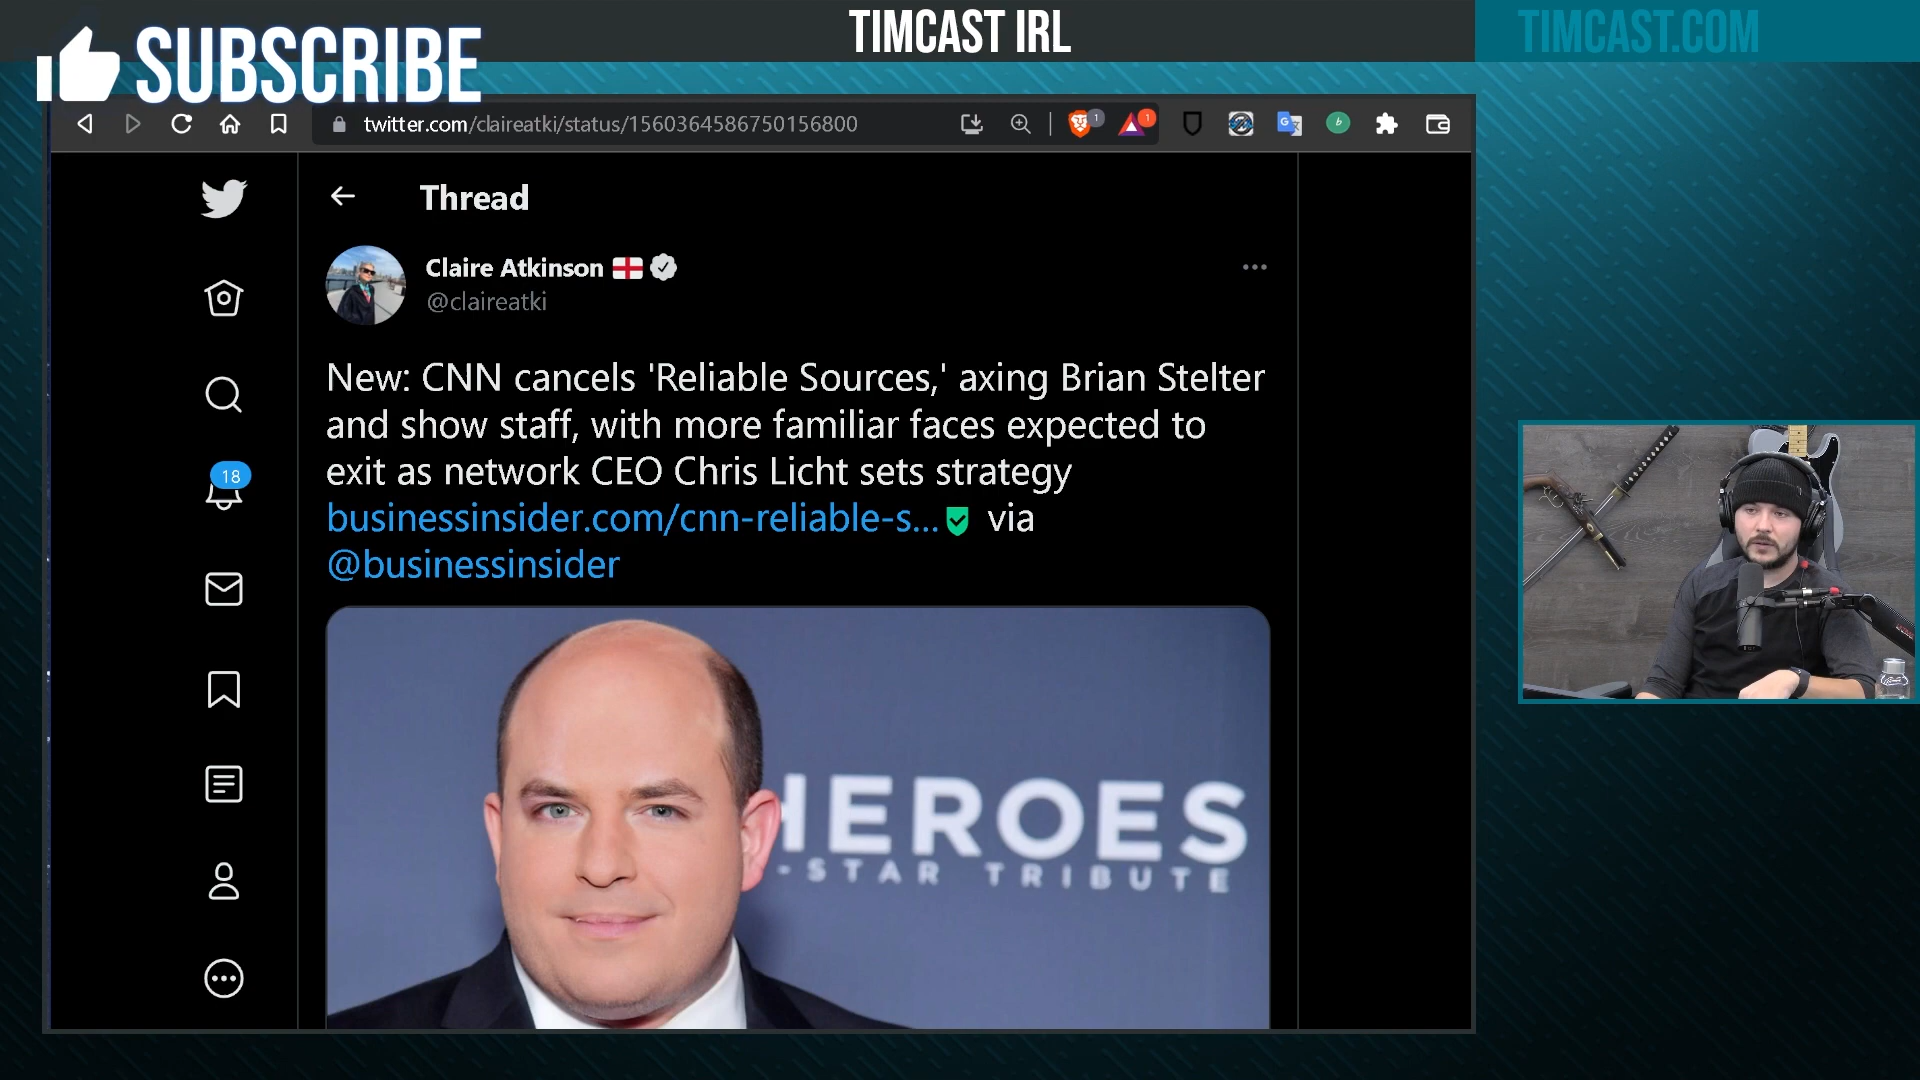 TIMCAST IRL
TIMCAST.COM
SUBSCRIBE
twitter.com/claireatki/status/1560364586750156800
1
1
b
Thread
Claire Atkinson
@claireatki
18
New: CNN cancels 'Reliable Sources,' axing Brian Stelter
and show staff, with more familiar faces expected to
exit as network CEO Chris Licht sets strategy
businessinsider.com/cnn-reliable-s... via
@businessinsider
HEROES
-STAR TRIBUTE